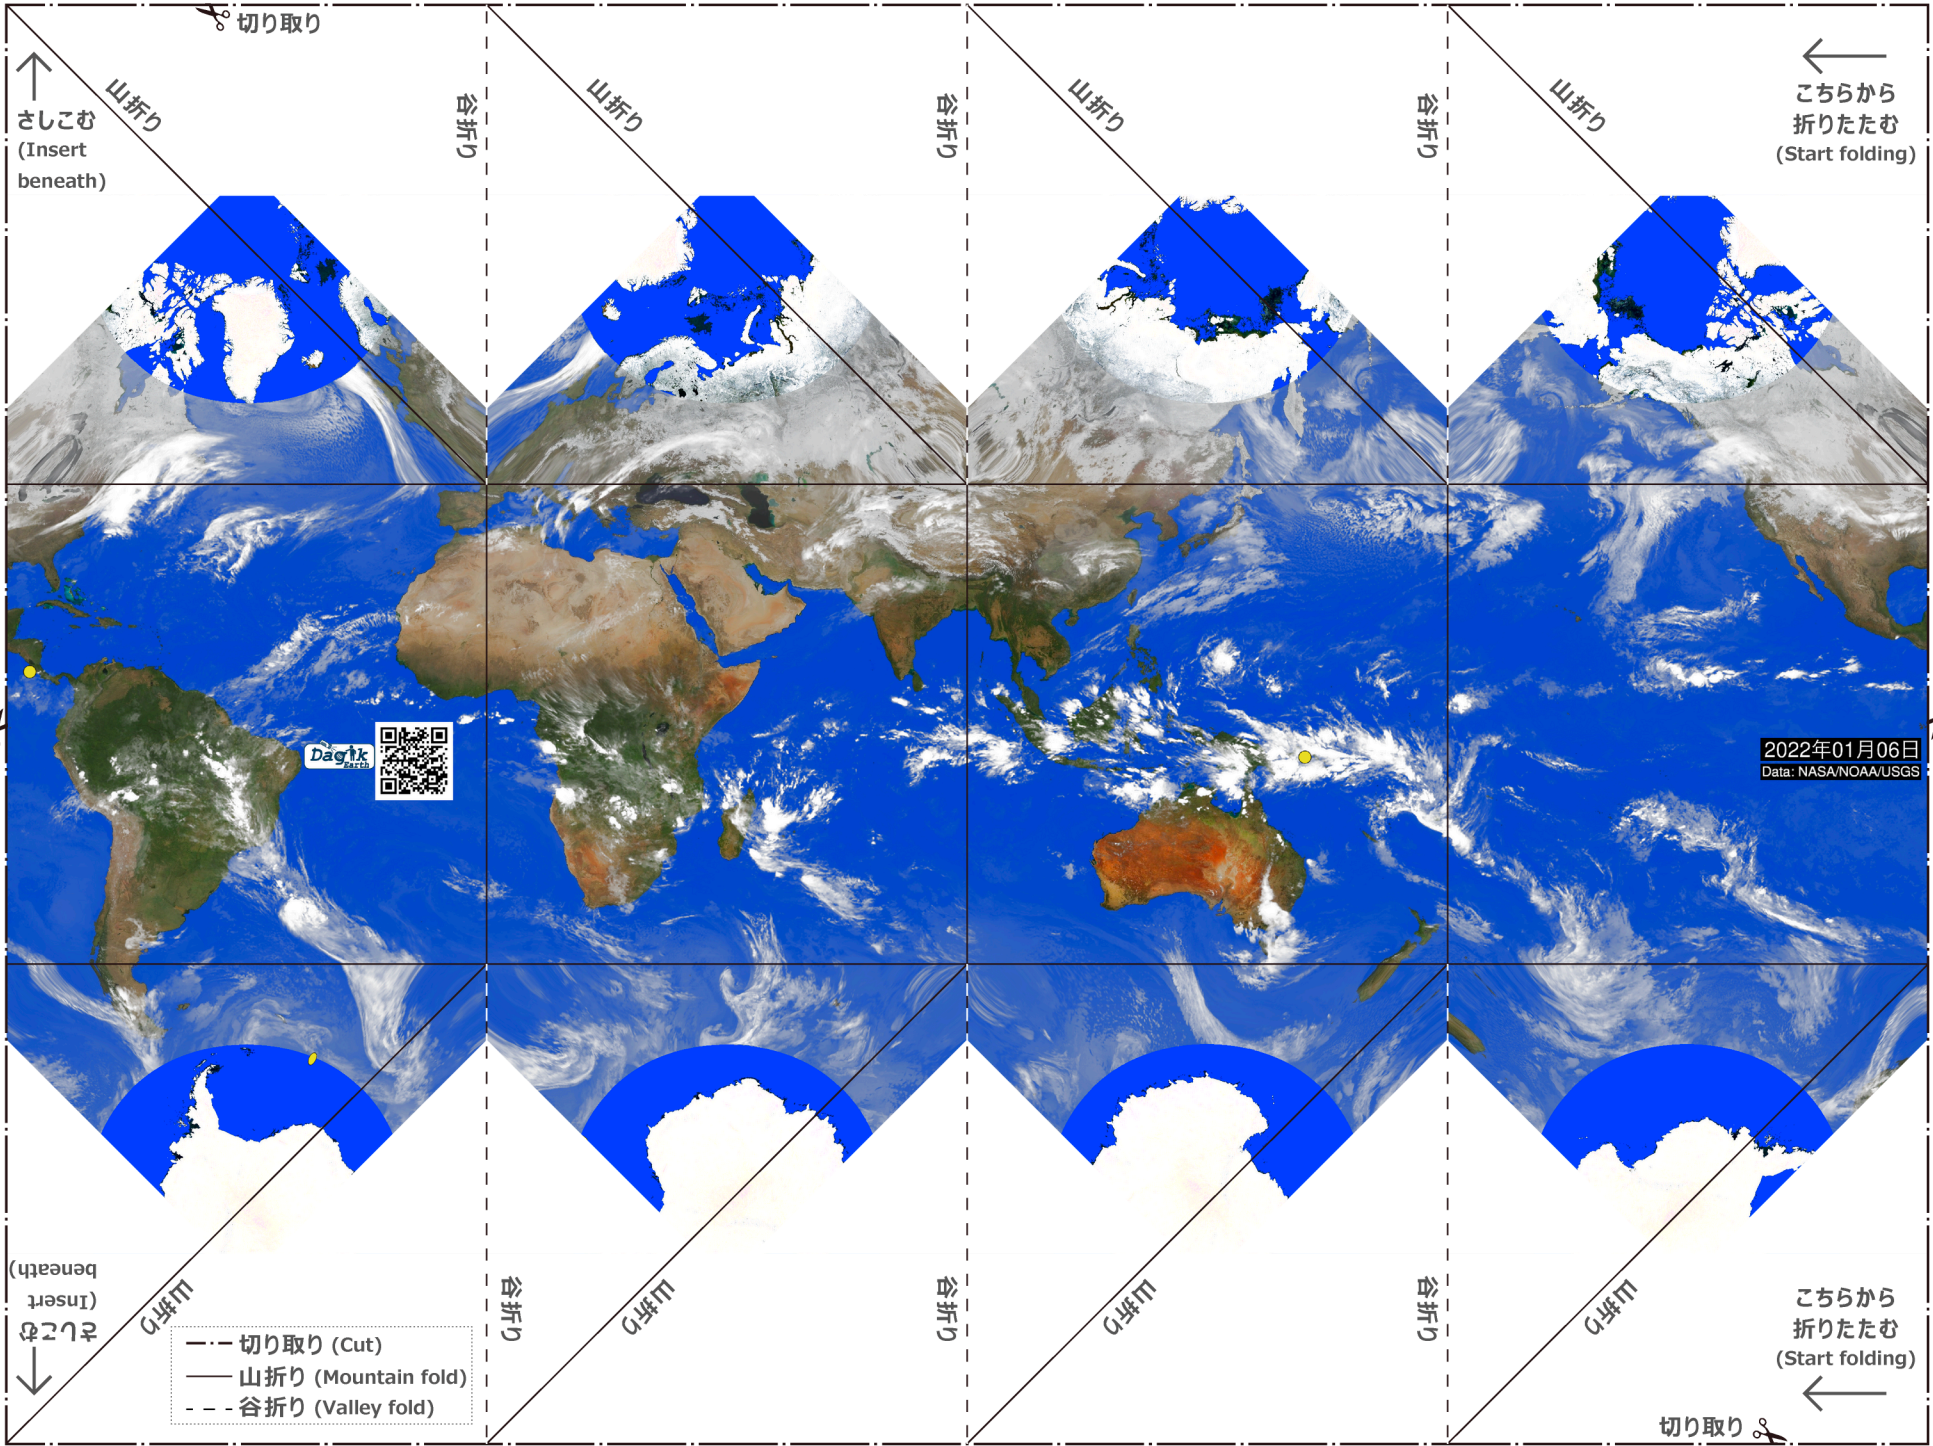 切り取り
山折り
谷折り
山折り
谷折り
山折り
谷折り
山折り
さしこむ
(Insert
beneath)
こちらから
折りたたむ
(Start folding)
Dagik
Earth
2022年01月06日
Data: NASA/NOAA/USGS
さしこむ
(Insert
beneath)
山折り
谷折り
山折り
谷折り
山折り
谷折り
山折り
こちらから
折りたたむ
(Start folding)
切り取り (Cut)
山折り (Mountain fold)
谷折り (Valley fold)
切り取り